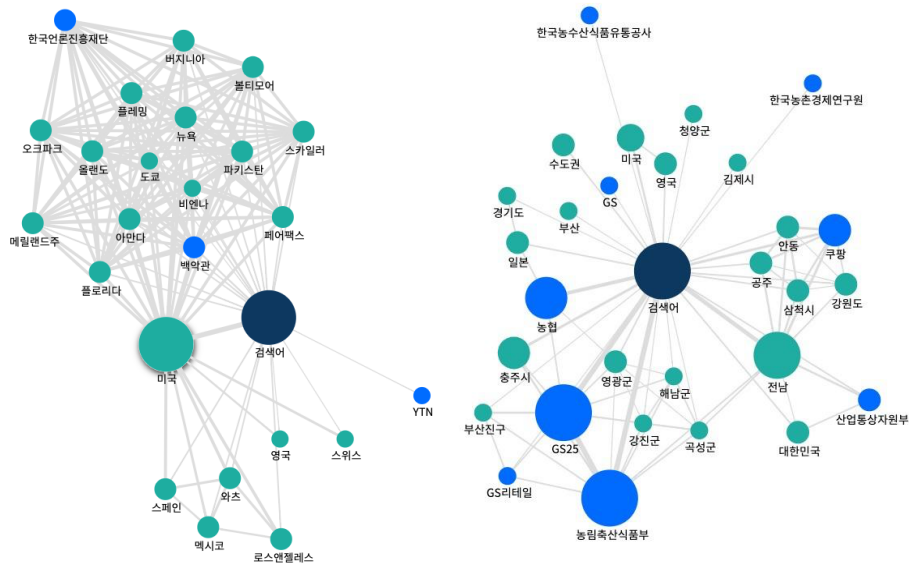 한국언론진흥재단
버지니아
볼티모어
플레밍
뉴욕
오크파크
스카일러
올랜도
도쿄
파키스탄
비엔나
메릴랜드주
아만다
페어팩스
백악관
플로리다
검색어
미국
YTN
영국
스위스
와츠
스페인
멕시코
로스앤젤레스
한국농수산식품유통공사
한국농촌경제연구원
청양군
수도권
미국
영국
김제시
GS
경기도
부산
안동
쿠팡
일본
공주
삼척시
강원도
검색어
농협
충주시
영광군
해남군
전남
부산진구
GS25
강진군
곡성군
산업통상자원부
대한민국
GS리테일
농림축산식품부